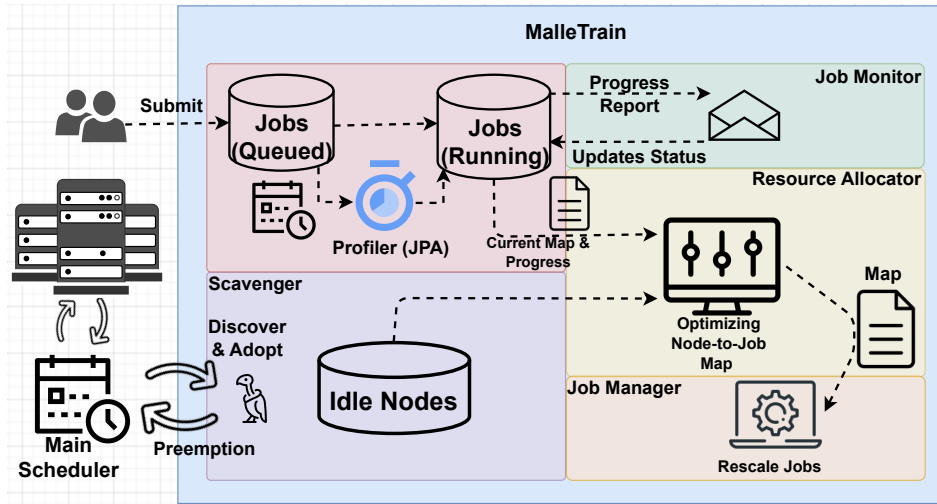 MalleTrain
Submit
Jobs
(Queued)
Jobs
(Running)
Progress
Report
Job Monitor
Updates Status
Profiler (JPA)
Current Map &
Progress
Resource Allocator
Map
Optimizing
Node-to-Job
Map
Scavenger
Discover
& Adopt
Idle Nodes
Preemption
Main
Scheduler
Job Manager
Rescale Jobs